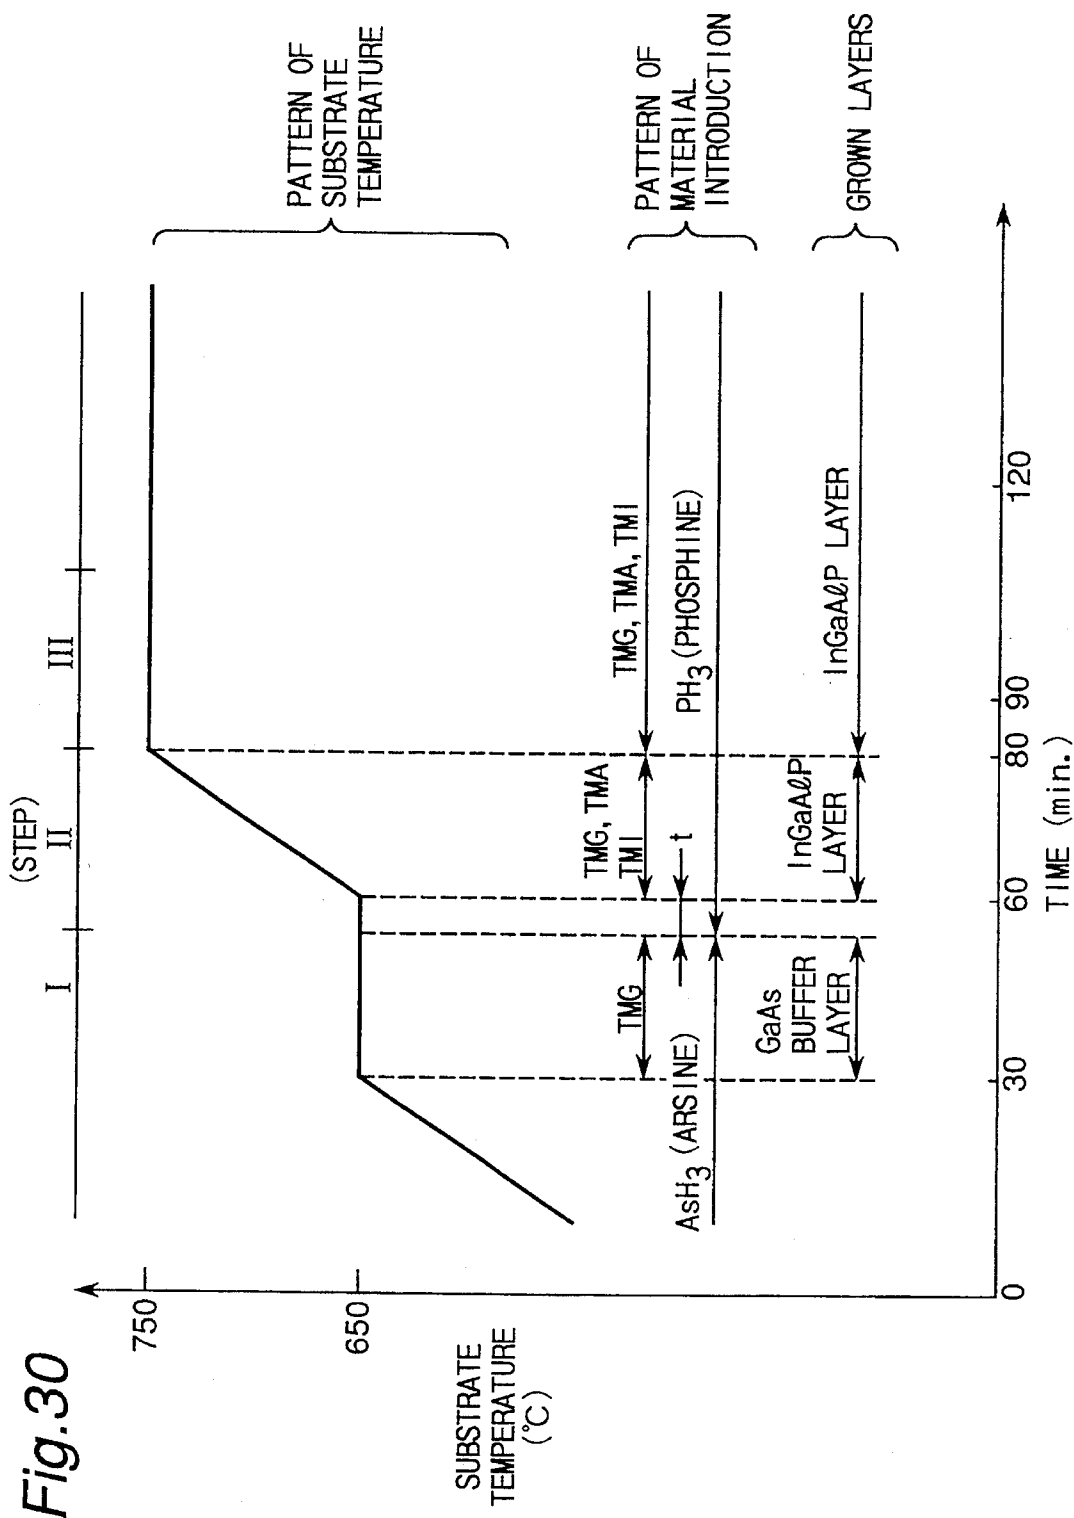 Fig.30
(STEP)
I
II
III
SUBSTRATE
TEMPERATURE
(℃)
750
650
PATTERN OF
SUBSTRATE
TEMPERATURE
TMG
TMG, TMA
TMI
TMG, TMA, TMI
t
AsH3 (ARSINE)
PH3 (PHOSPHINE)
PATTERN OF
MATERIAL
INTRODUCTION
GaAs
BUFFER
LAYER
InGaAℓP
LAYER
InGaAℓP LAYER
GROWN LAYERS
0
30
60
80
90
120
TIME (min.)